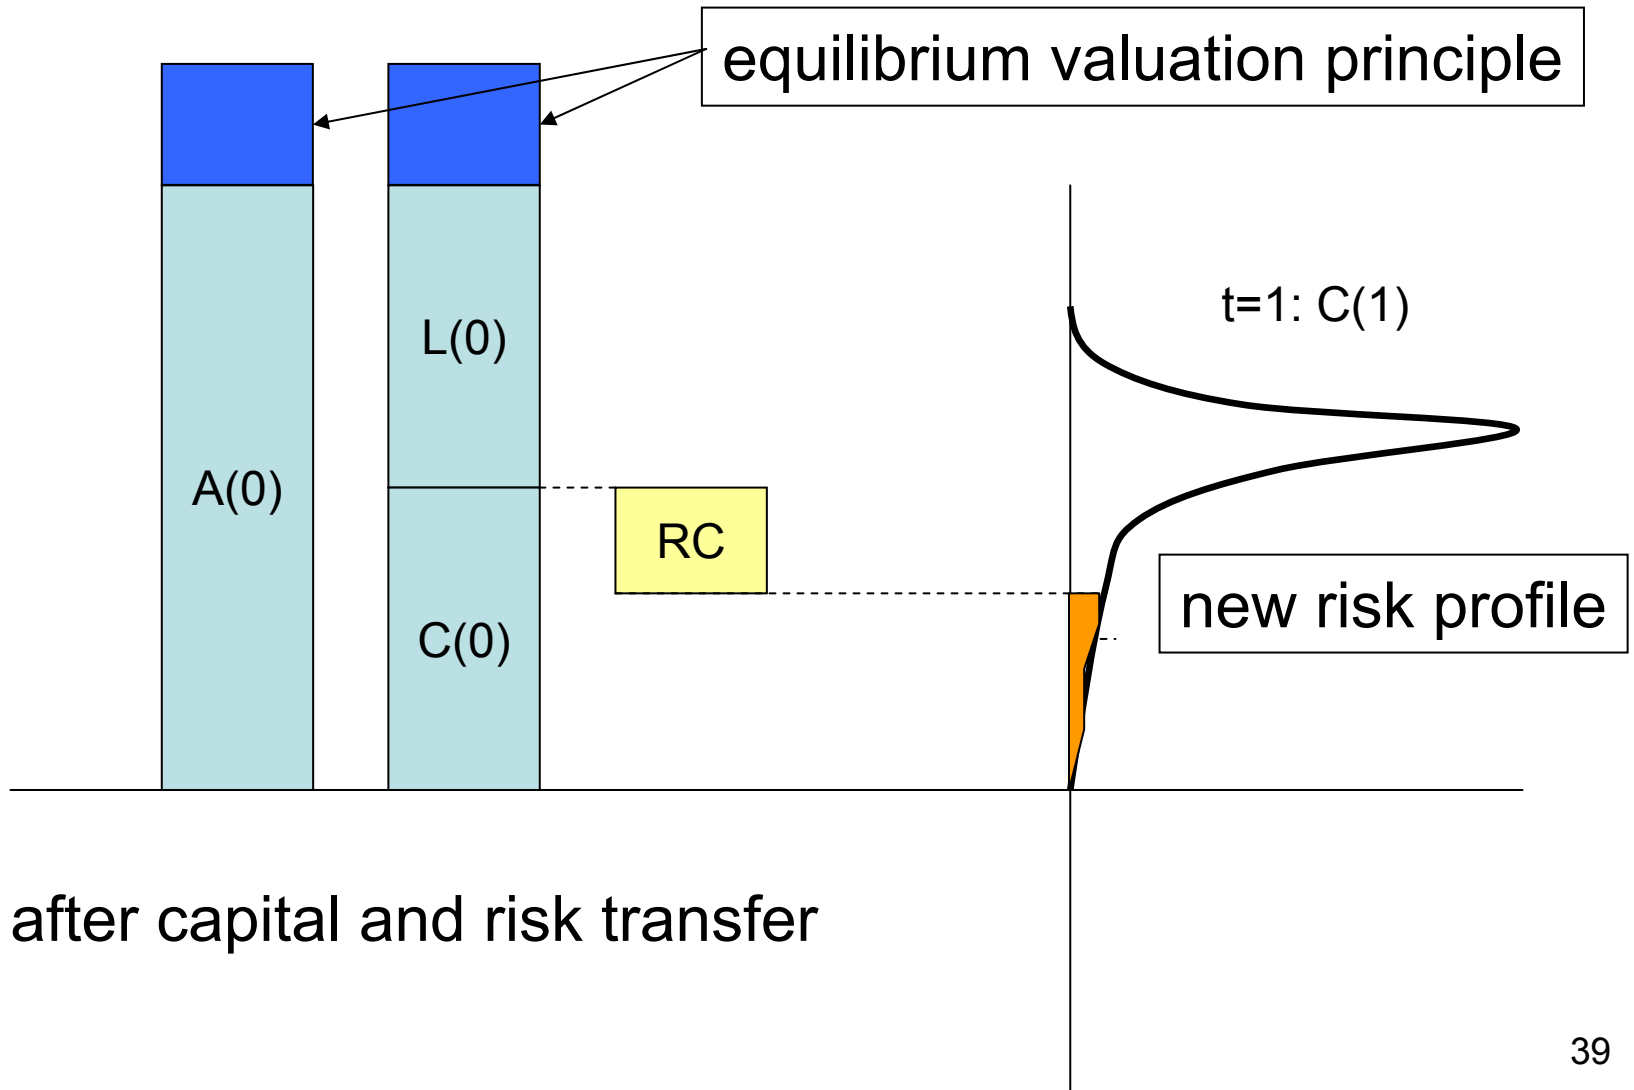 equilibrium valuation principle
t=1: C(1)
L(0)
A(0)
RC
new risk profile
C(0)
after capital and risk transfer
39